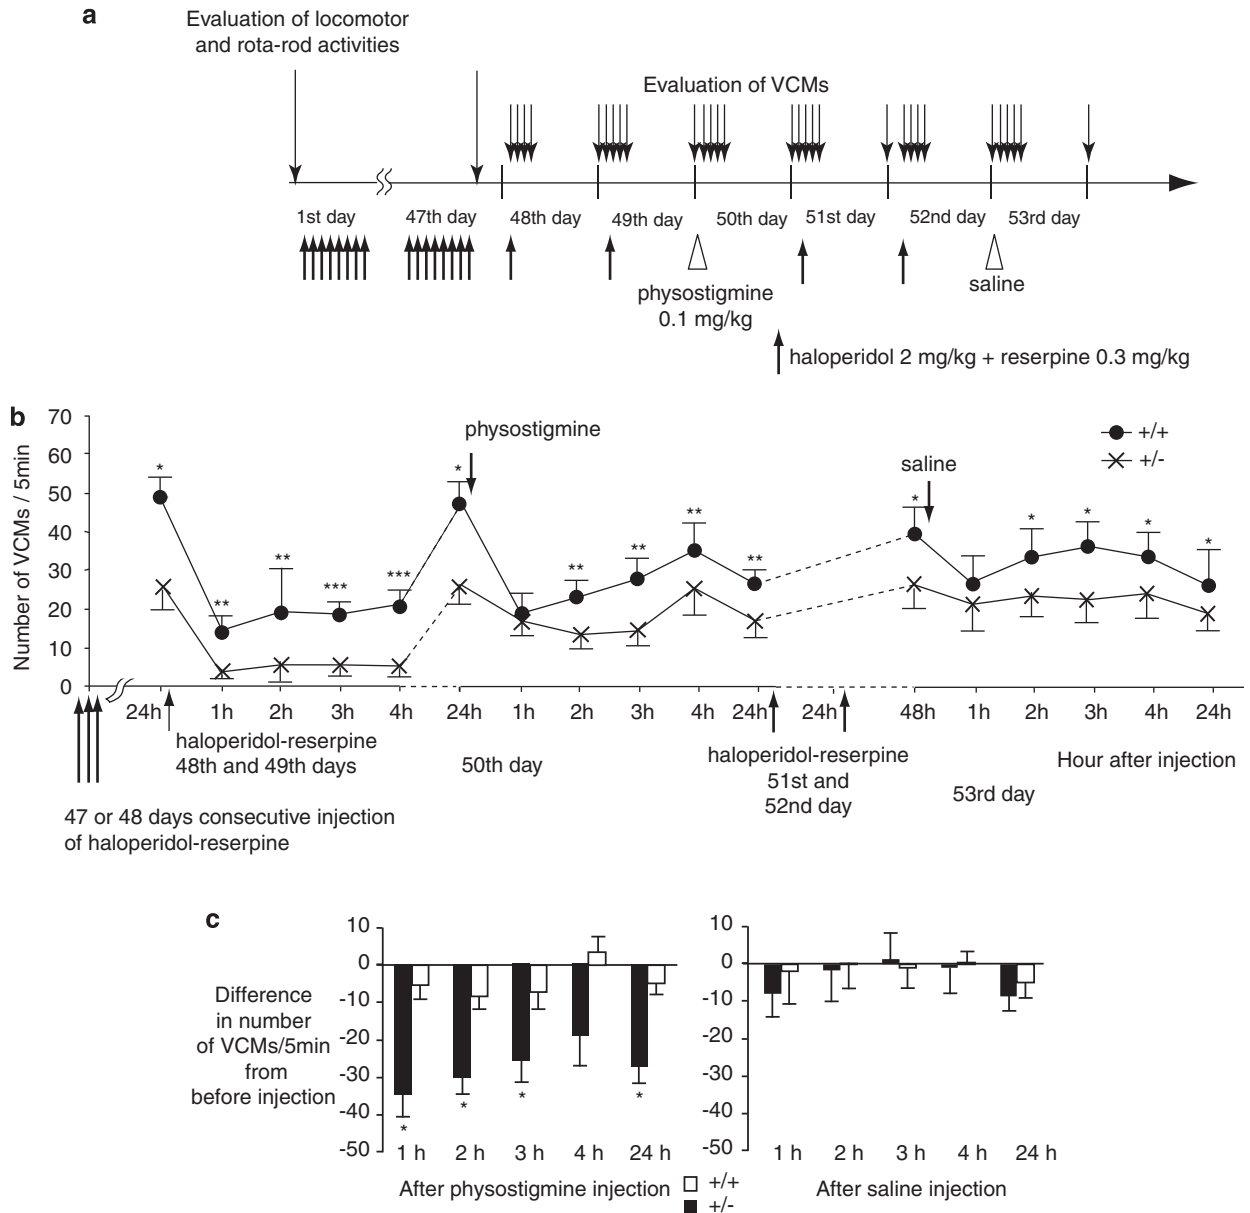 a
Evaluation of locomotor
and rota-rod activities
Evaluation of VCMs
1st day
47th day
48th day
49th day
50th day
51st day
52nd day
53rd day
physostigmine
0.1 mg/kg
saline
haloperidol 2 mg/kg + reserpine 0.3 mg/kg
b
Number of VCMs / 5min
70
60
50
40
30
20
10
0
physostigmine
saline
+/+
+/-
* ** ** *** *** * ** ** ** ** * * * * *
24h 1h 2h 3h 4h 24h 1h 2h 3h 4h 24h 24h 48h 1h 2h 3h 4h 24h
haloperidol-reserpine
48th and 49th days
50th day
haloperidol-reserpine
51st and
52nd day
Hour after injection
53rd day
47 or 48 days consecutive injection
of haloperidol-reserpine
c
Difference
in number
of VCMs/5min
from
before injection
10
0
-10
-20
-30
-40
-50
* * * *
1 h 2 h 3 h 4 h 24 h
After physostigmine injection
+/+
+/-
10
0
-10
-20
-30
-40
-50
1 h 2 h 3 h 4 h 24 h
After saline injection